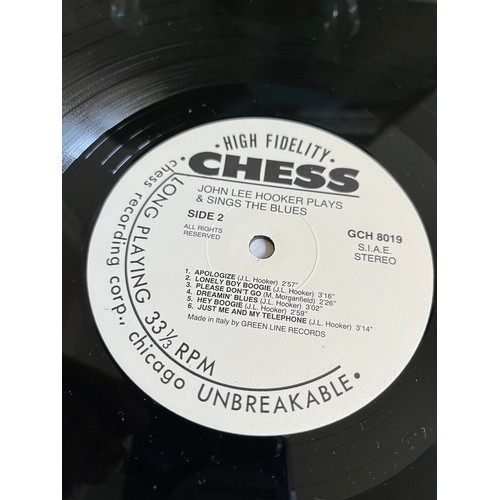 · HIGH FIDELITY ·
CHESS
JOHN LEE HOOKER PLAYS
& SINGS THE BLUES
SIDE 2
ALL RIGHTS
RESERVED
GCH 8019
S.I.A.E.
STEREO
1. APOLOGIZE (J.L. Hooker) 2'57"
2. LONELY BOY BOOGIE (J.L. Hooker) 3'16"
3. PLEASE DON'T GO (M. Morganfield) 2'26"
4. DREAMIN' BLUES (J.L. Hooker) 3'
5. HEY BOOGIE (J.L. Hooker) 2'59"
6. JUST ME AND MY TELEPHONE (J.L. Hooker) 3'14"
Made in Italy by GREEN LINE RECORDS
· LONG PLAYING 33 1/3 RPM
· chess recording corp., chicago UNBREAKABLE ·